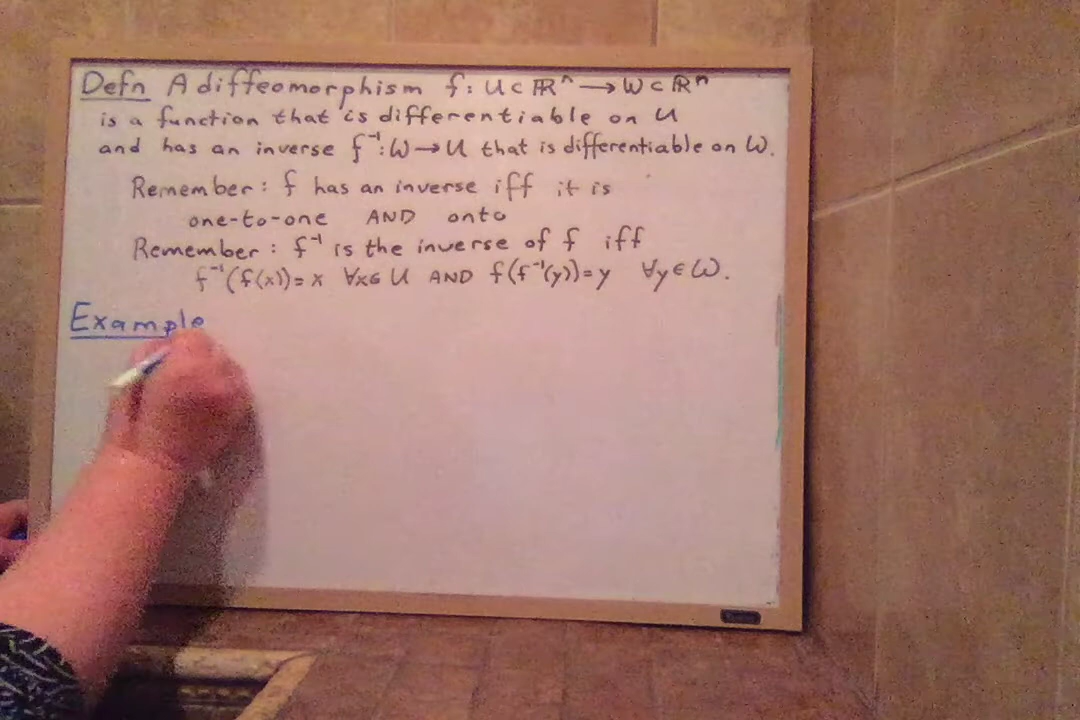 Defn A diffeomorphism f: U ⊂ ℝⁿ → W ⊂ ℝⁿ
is a function that is differentiable on U
and has an inverse f⁻¹: W → U that is differentiable on W.
Remember: f has an inverse iff it is
one-to-one AND onto
Remember: f⁻¹ is the inverse of f iff
f⁻¹(f(x)) = x ∀x∈ U AND f(f⁻¹(y)) = y ∀y ∈ W.
Example